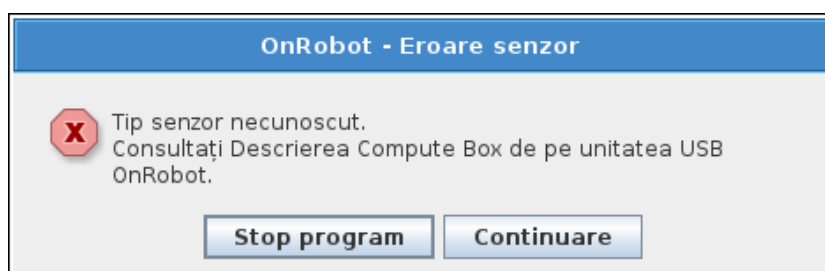 OnRobot - Eroare senzor
Tip senzor necunoscut.
Consultați Descrierea Compute Box de pe unitatea USB
OnRobot.
Stop program
Continuare